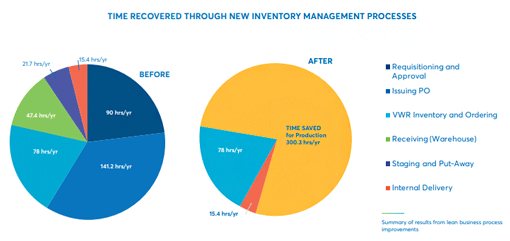 TIME RECOVERED THROUGH NEW INVENTORY MANAGEMENT PROCESSES
BEFORE
21.7 hrs/yr
15.4 hrs/yr
47.4 hrs/yr
90 hrs/yr
78 hrs/yr
141.2 hrs/yr
AFTER
TIME SAVED
for Production
300.3 hrs/yr
78 hrs/yr
15.4 hrs/yr
Requisitioning and
Approval
Issuing PO
VWR Inventory and Ordering
Receiving (Warehouse)
Staging and Put-Away
Internal Delivery
Summary of results from lean business process
improvements